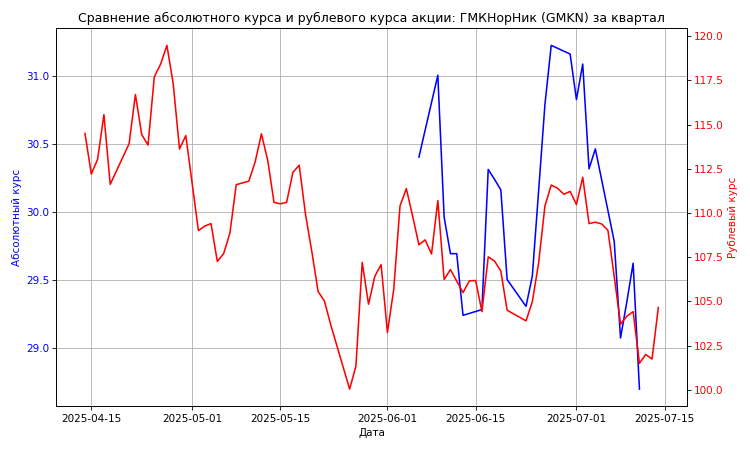 Сравнение абсолютного курса и рублевого курса акции: ГМКНорНик (GMKN) за квартал
Абсолютный курс
31.0
30.5
30.0
29.5
29.0
120.0
117.5
115.0
112.5
110.0
107.5
105.0
102.5
100.0
Рублевый курс
2025-04-15 2025-05-01 2025-05-15 2025-06-01 2025-06-15 2025-07-01 2025-07-15
Дата